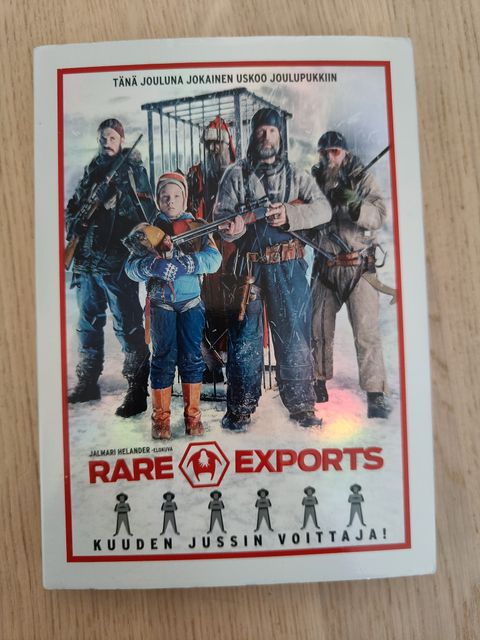 TÄNÄ JOULUNA JOKAINEN USKOO JOULUPUKKIIN
JALMARI HELANDER -ELOKUVA
RARE EXPORTS
KUUDEN JUSSIN VOITTAJA!